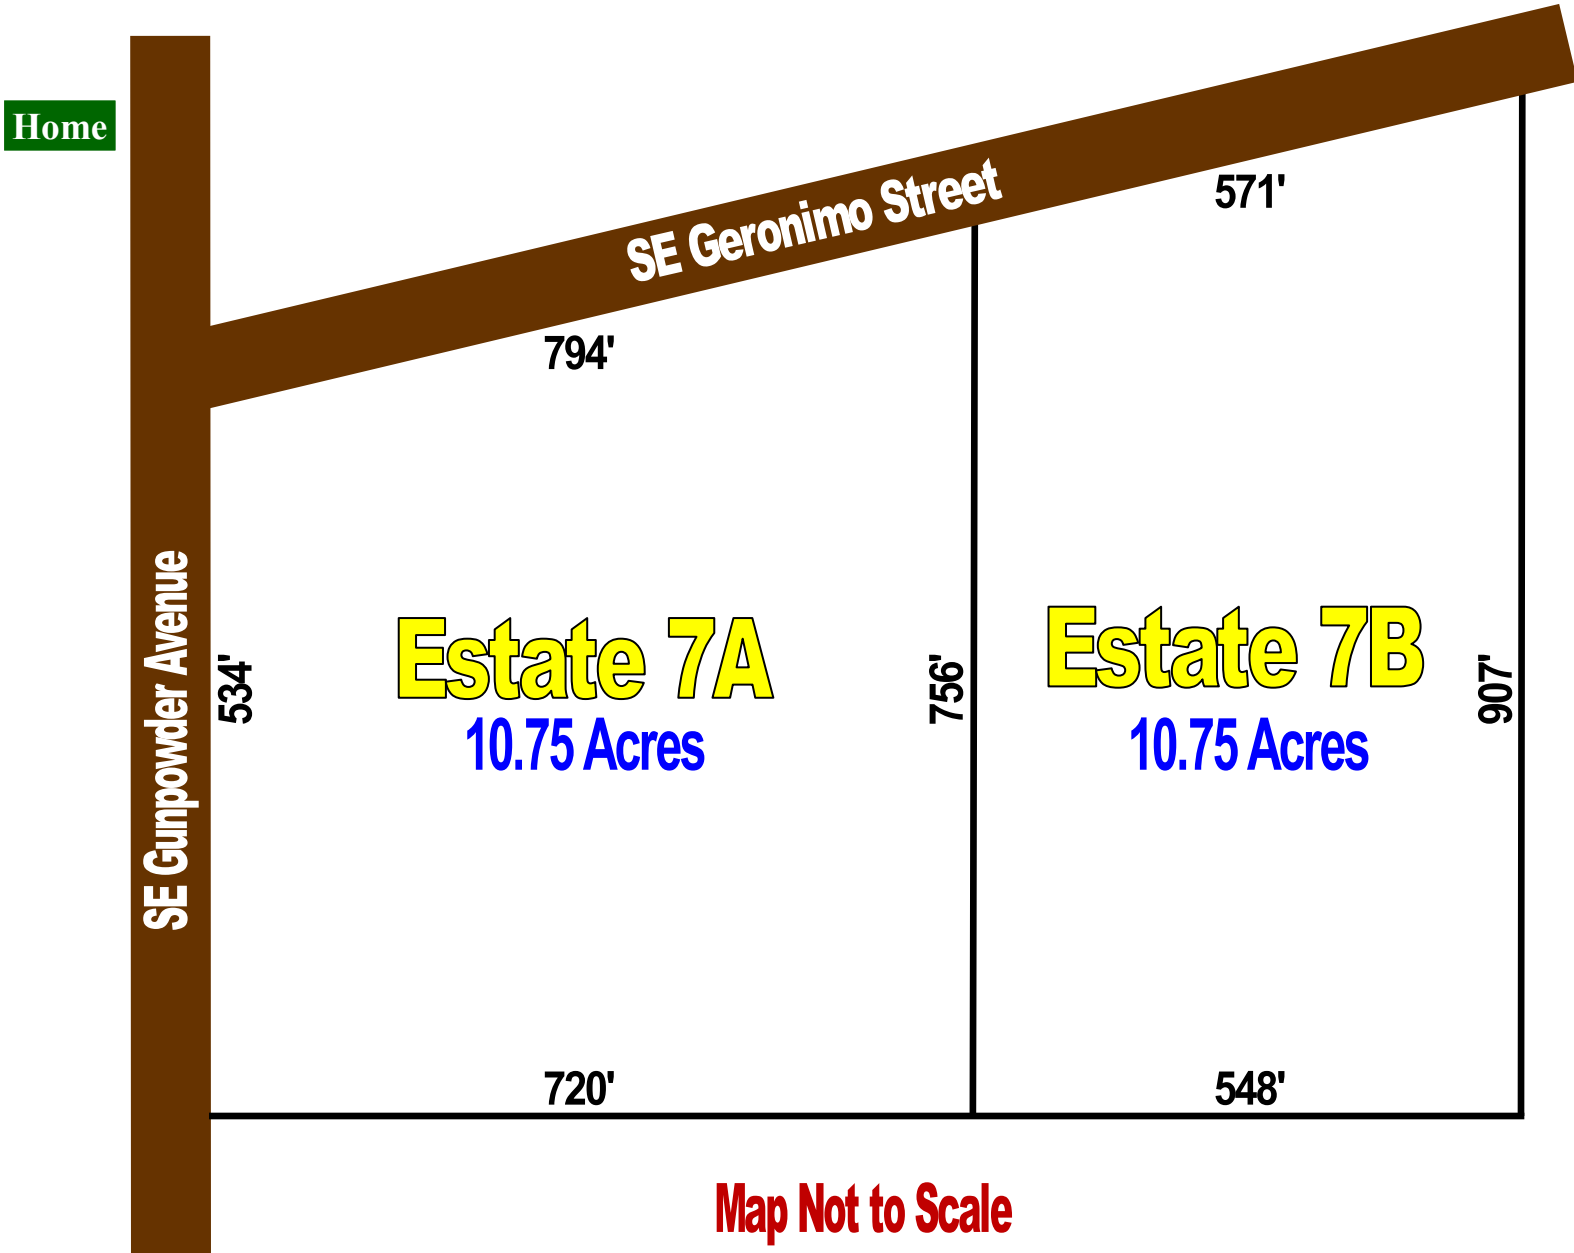 Home
SE Geronimo Street
571'
794'
SE Gunpowder Avenue
534'
Estate 7A
10.75 Acres
756'
Estate 7B
10.75 Acres
907'
720'
548'
Map Not to Scale